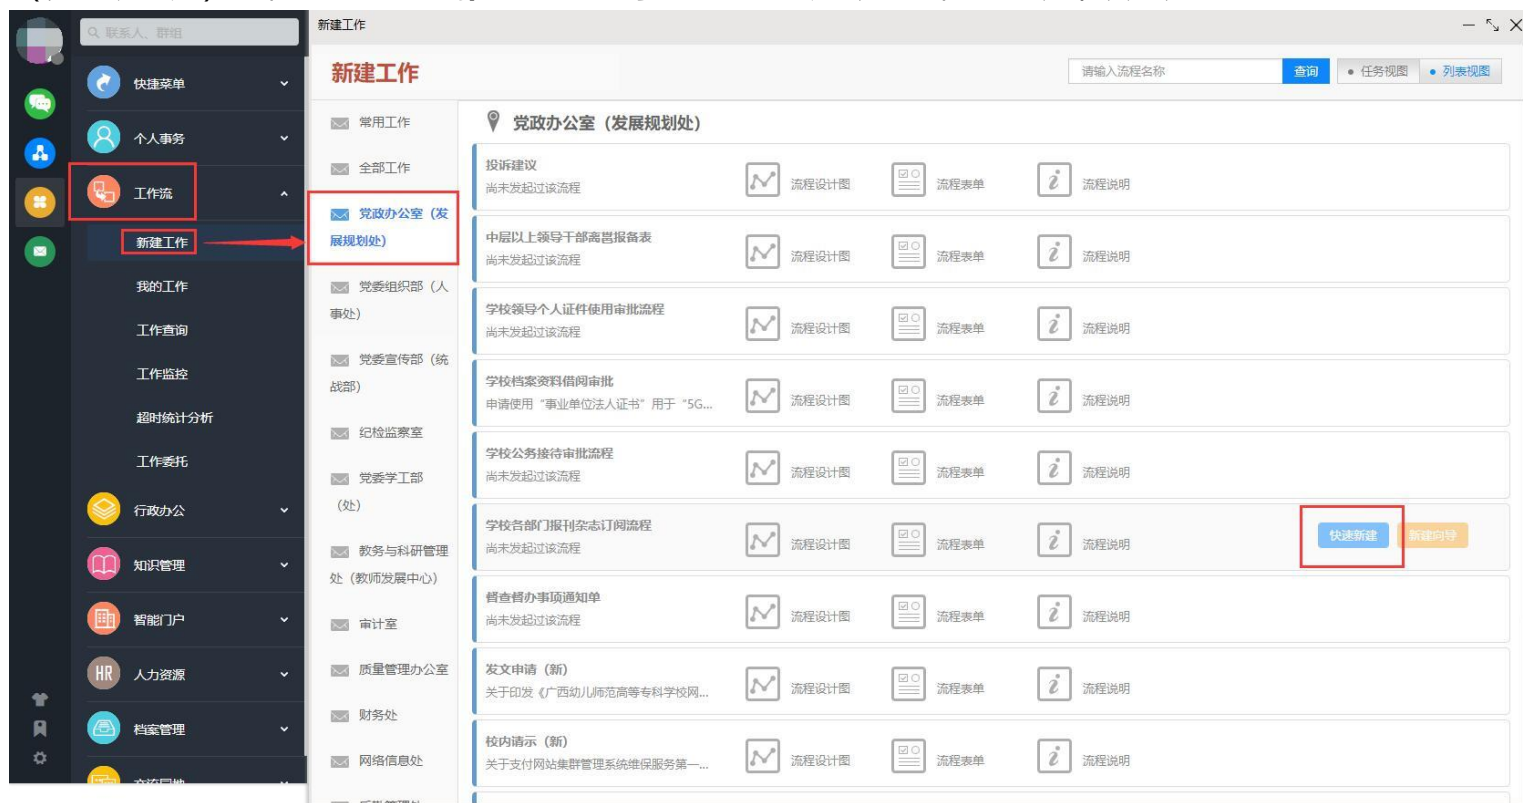 联系人、群组
快捷菜单
个人事务
工作流
新建工作
我的工作
工作查询
工作监控
超时统计分析
工作委托
行政办公
知识管理
智能门户
HR 人力资源
档案管理
新建工作
新建工作
请输入流程名称
查询
任务视图
列表视图
常用工作
全部工作
党政办公室（发
展规划处）
党委组织部（人
事处）
党委宣传部（统
战部）
纪检监察室
党委学工部
（处）
教务与科研管理
处（教师发展中心）
审计室
质量管理办公室
财务处
网络信息处
党政办公室（发展规划处）
投诉建议
尚未发起过该流程
流程设计图 流程表单 流程说明
中层以上领导干部离邕报备表
尚未发起过该流程
流程设计图 流程表单 流程说明
学校领导个人证件使用审批流程
尚未发起过该流程
流程设计图 流程表单 流程说明
学校档案资料借阅审批
申请使用“事业单位法人证书”用于“5G...
流程设计图 流程表单 流程说明
学校公务接待审批流程
尚未发起过该流程
流程设计图 流程表单 流程说明
学校各部门报刊杂志订阅流程
尚未发起过该流程
流程设计图 流程表单 流程说明 快速新建 新建向导
督查督办事项通知单
尚未发起过该流程
流程设计图 流程表单 流程说明
发文申请（新）
关于印发《广西幼儿师范高等专科学校网...
流程设计图 流程表单 流程说明
校内请示（新）
关于支付网站集群管理系统维保服务第一...
流程设计图 流程表单 流程说明